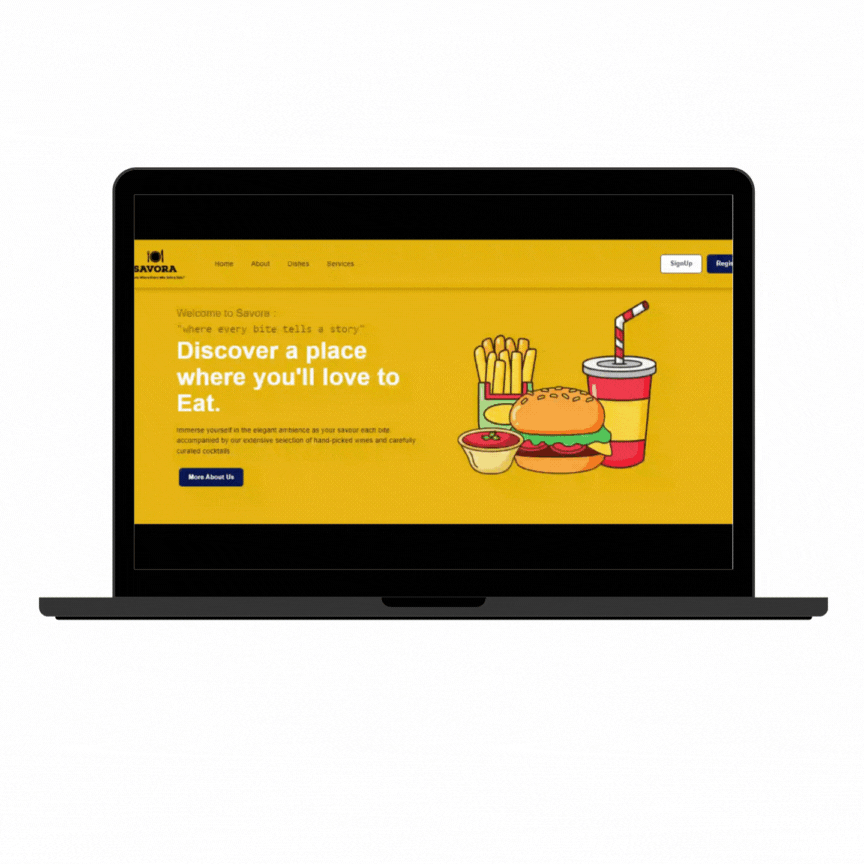 SAVORA
Home About Dishes Services
SignUp
Regis
Welcome to Savora :
"where every bite tells a story"
Discover a place
where you'll love to
Eat.
Immerse yourself in the elegant ambience as your savour each bite
accompanied by our extensive selection of hand-picked wines and carefully
curated cocktails
More About Us